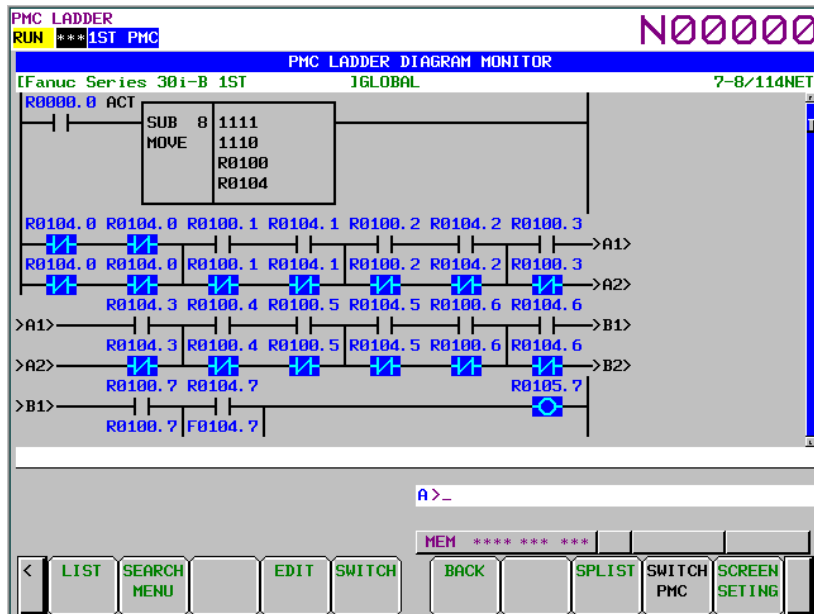 PMC LADDER
N00000
RUN ***1ST PMC
PMC LADDER DIAGRAM MONITOR
[Fanuc Series 30i-B 1ST ]GLOBAL 7-8/114NET
R0000.0 ACT
SUB 8 1111
MOVE 1110
R0100
R0104
R0104.0 R0104.0 R0100.1 R0104.1 R0100.2 R0104.2 R0100.3
>A1>
R0104.0 R0104.0 R0100.1 R0104.1 R0100.2 R0104.2 R0100.3
>A2>
R0104.3 R0100.4 R0100.5 R0104.5 R0100.6 R0104.6
>A1> >B1>
R0104.3 R0100.4 R0100.5 R0104.5 R0100.6 R0104.6
>A2> >B2>
R0100.7 R0104.7 R0105.7
>B1>
R0100.7 F0104.7
A>_
MEM **** *** ***
< LIST SEARCH MENU EDIT SWITCH BACK SPLIST SWITCH PMC SCREEN SETING